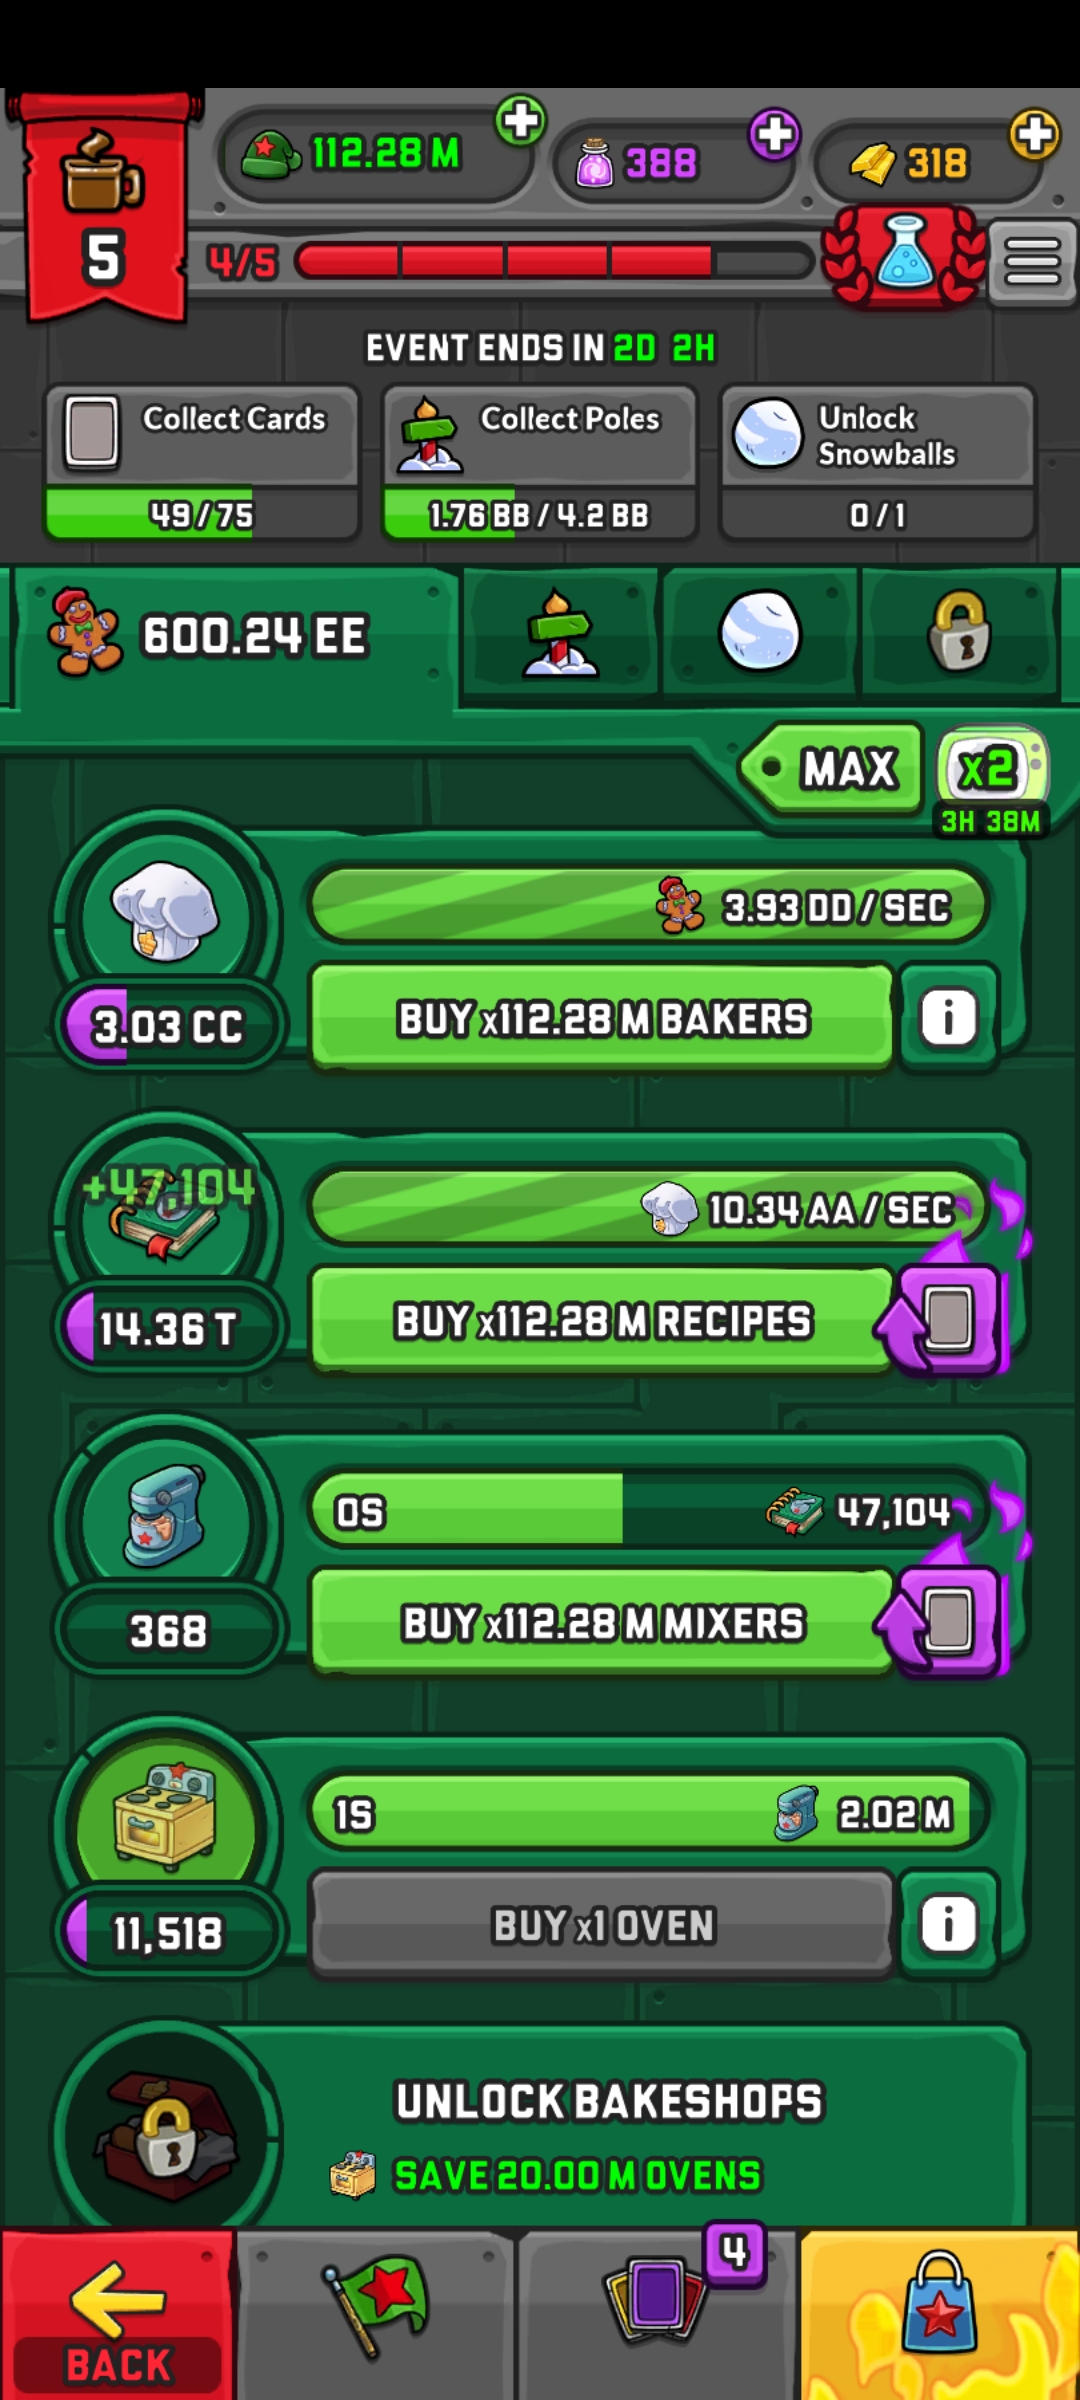 112.28 M
388
318
5
4/5
EVENT ENDS IN 2D 2H
Collect Cards
49/75
Collect Poles
1.76 BB / 4.2 BB
Unlock
Snowballs
0/1
600.24 EE
MAX
x2
3H 38M
3.93 DD / SEC
3.03 CC
BUY x112.28 M BAKERS
i
+47,104
10.34 AA / SEC
14.36 T
BUY x112.28 M RECIPES
0S
47,104
368
BUY x112.28 M MIXERS
1S
2.02 M
11,518
BUY x1 OVEN
i
UNLOCK BAKESHOPS
SAVE 20.00 M OVENS
4
BACK